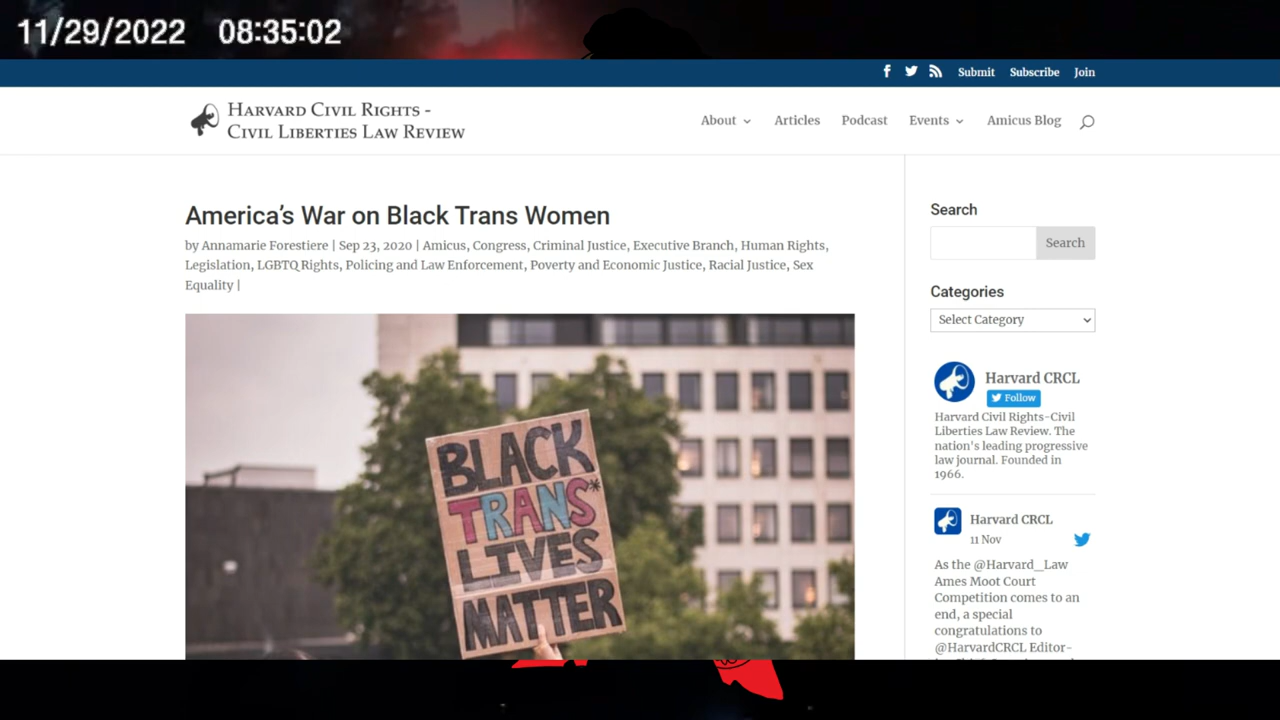 11/29/2022 08:35:02
Submit Subscribe Join
HARVARD CIVIL RIGHTS -
CIVIL LIBERTIES LAW REVIEW
About Articles Podcast Events Amicus Blog
America's War on Black Trans Women
by Annamarie Forestiere | Sep 23, 2020 | Amicus, Congress, Criminal Justice, Executive Branch, Human Rights,
Legislation, LGBTQ Rights, Policing and Law Enforcement, Poverty and Economic Justice, Racial Justice, Sex
Equality |
BLACK
TRANS*
LIVES
MATTER
Search
Search
Categories
Select Category
Harvard CRCL
Follow
Harvard Civil Rights-Civil
Liberties Law Review. The
nation's leading progressive
law journal. Founded in
1966.
Harvard CRCL
11 Nov
As the @Harvard_Law
Ames Moot Court
Competition comes to an
end, a special
congratulations to
@HarvardCRCL Editor-